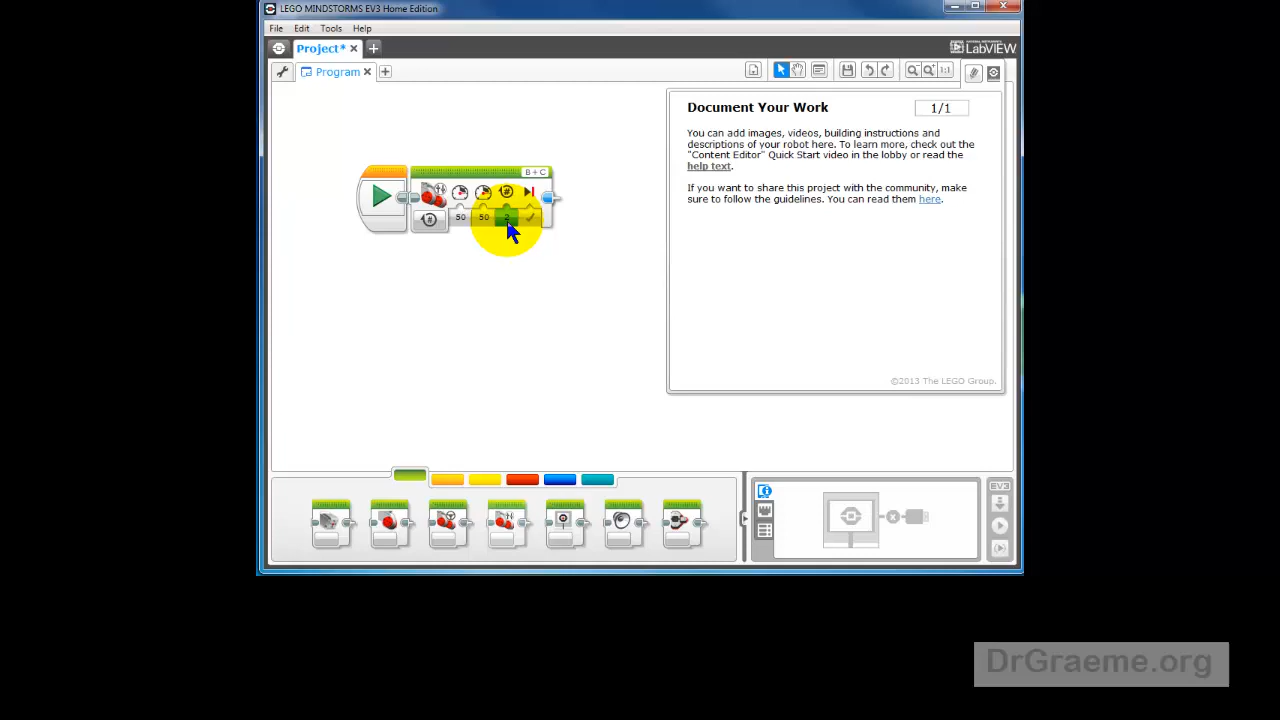 LEGO MINDSTORMS EV3 Home Edition
File Edit Tools Help
Project*
LabVIEW
Program
1:1
Document Your Work 1/1
You can add images, videos, building instructions and
descriptions of your robot here. To learn more, check out the
"Content Editor" Quick Start video in the lobby or read the
help text.
If you want to share this project with the community, make
sure to follow the guidelines. You can read them here.
B + C
#
# 50 50
©2013 The LEGO Group.
EV3
DrGraeme.org